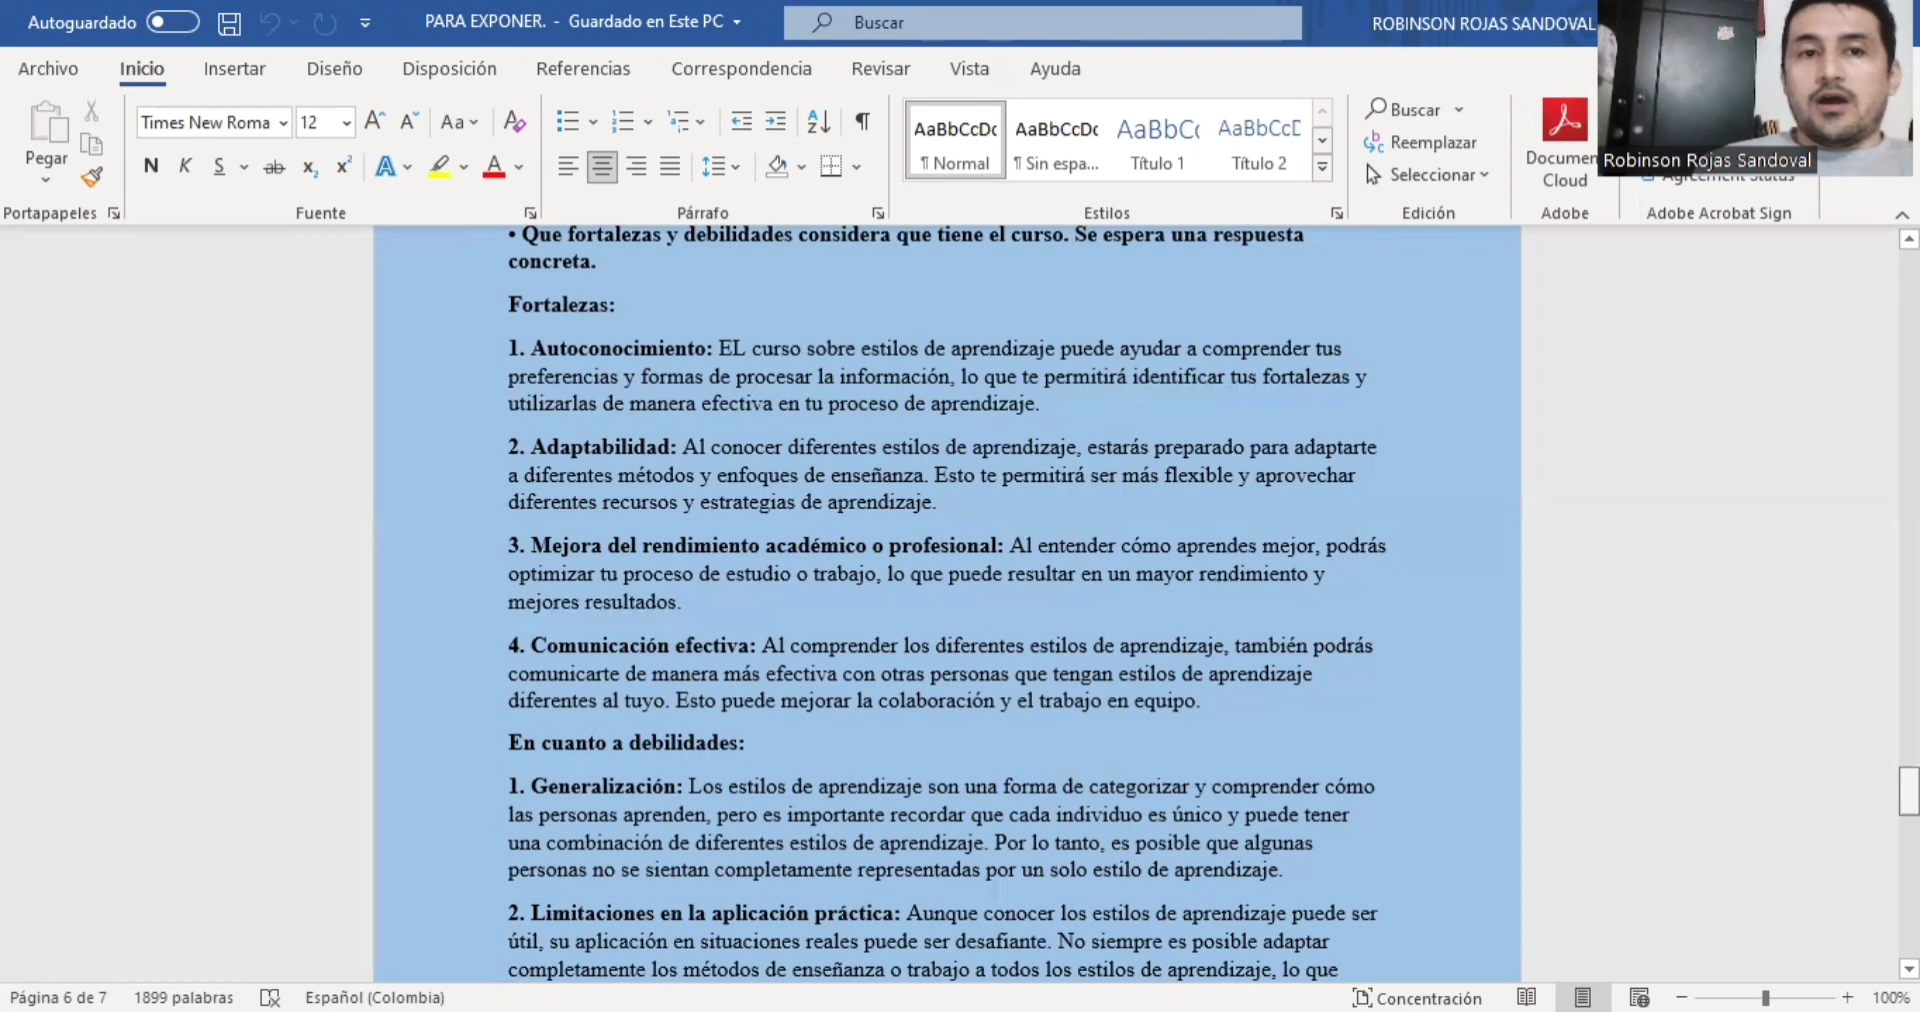 Autoguardado
PARA EXPONER. - Guardado en Este PC
Buscar
ROBINSON ROJAS SANDOVAL
Archivo Inicio Insertar Diseño Disposición Referencias Correspondencia Revisar Vista Ayuda
Pegar
Times New Roma 12
Aa
N K S ab x₂ x² A A
AaBbCcDc AaBbCcDc AaBbC AaBbCcD
¶ Normal ¶ Sin espa... Título 1 Título 2
Buscar
Reemplazar
Seleccionar
Documen
Cloud
Robinson Rojas Sandoval
Agreement Status
Portapapeles Fuente Párrafo Estilos Edición Adobe Adobe Acrobat Sign
• Que fortalezas y debilidades considera que tiene el curso. Se espera una respuesta
concreta.
Fortalezas:
1. Autoconocimiento: EL curso sobre estilos de aprendizaje puede ayudar a comprender tus
preferencias y formas de procesar la información, lo que te permitirá identificar tus fortalezas y
utilizarlas de manera efectiva en tu proceso de aprendizaje.
2. Adaptabilidad: Al conocer diferentes estilos de aprendizaje, estarás preparado para adaptarte
a diferentes métodos y enfoques de enseñanza. Esto te permitirá ser más flexible y aprovechar
diferentes recursos y estrategias de aprendizaje.
3. Mejora del rendimiento académico o profesional: Al entender cómo aprendes mejor, podrás
optimizar tu proceso de estudio o trabajo, lo que puede resultar en un mayor rendimiento y
mejores resultados.
4. Comunicación efectiva: Al comprender los diferentes estilos de aprendizaje, también podrás
comunicarte de manera más efectiva con otras personas que tengan estilos de aprendizaje
diferentes al tuyo. Esto puede mejorar la colaboración y el trabajo en equipo.
En cuanto a debilidades:
1. Generalización: Los estilos de aprendizaje son una forma de categorizar y comprender cómo
las personas aprenden, pero es importante recordar que cada individuo es único y puede tener
una combinación de diferentes estilos de aprendizaje. Por lo tanto, es posible que algunas
personas no se sientan completamente representadas por un solo estilo de aprendizaje.
2. Limitaciones en la aplicación práctica: Aunque conocer los estilos de aprendizaje puede ser
útil, su aplicación en situaciones reales puede ser desafiante. No siempre es posible adaptar
completamente los métodos de enseñanza o trabajo a todos los estilos de aprendizaje, lo que
Página 6 de 7 1899 palabras Español (Colombia) Concentración 100%